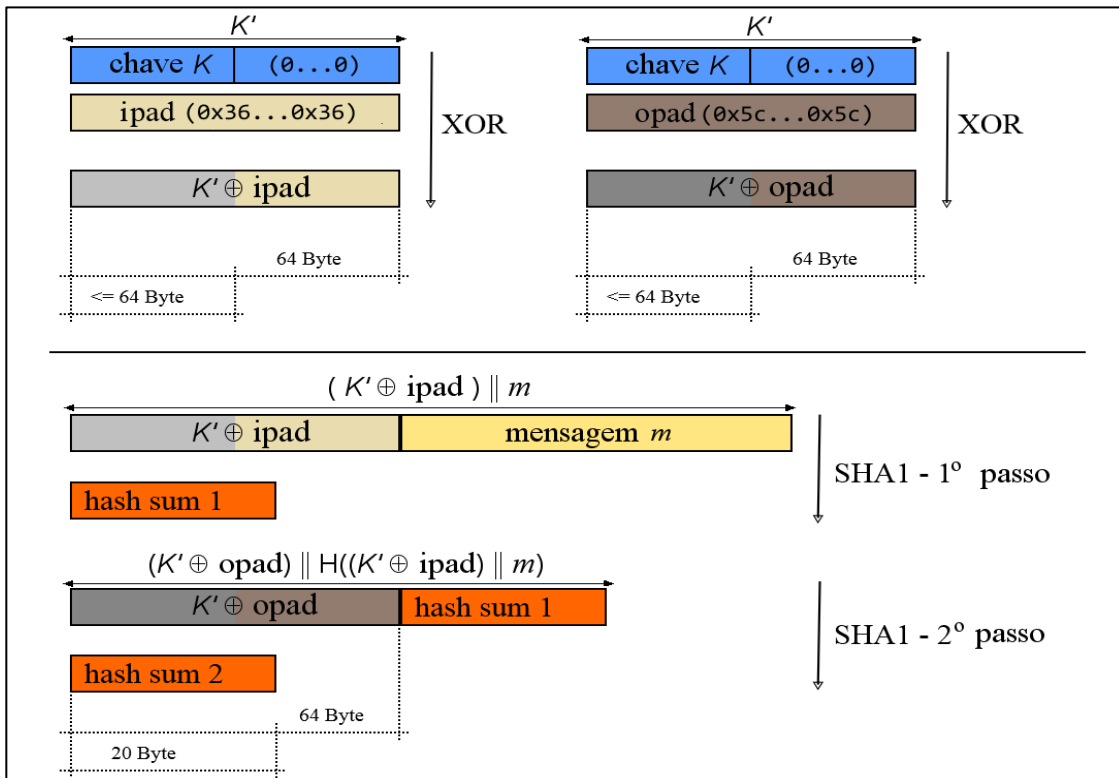 K' K'
chave K (0...0) chave K (0...0)
ipad (0x36...0x36) opad (0x5c...0x5c)
XOR XOR
K' ⊕ ipad K' ⊕ opad
64 Byte 64 Byte
<= 64 Byte <= 64 Byte
( K' ⊕ ipad ) || m
K' ⊕ ipad mensagem m
SHA1 - 1º passo
hash sum 1
(K' ⊕ opad) || H((K' ⊕ ipad) || m)
K' ⊕ opad hash sum 1
SHA1 - 2º passo
hash sum 2
64 Byte
20 Byte